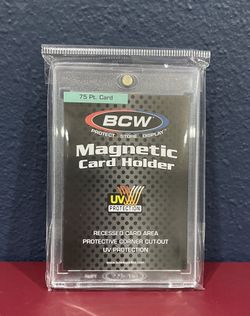 75 Pt. Card
BCW
PROTECT STORE DISPLAY
Magnetic
Card Holder
UV
PROTECTION
RECESSED CARD AREA
PROTECTIVE CORNER CUT-OUT
UV PROTECTION